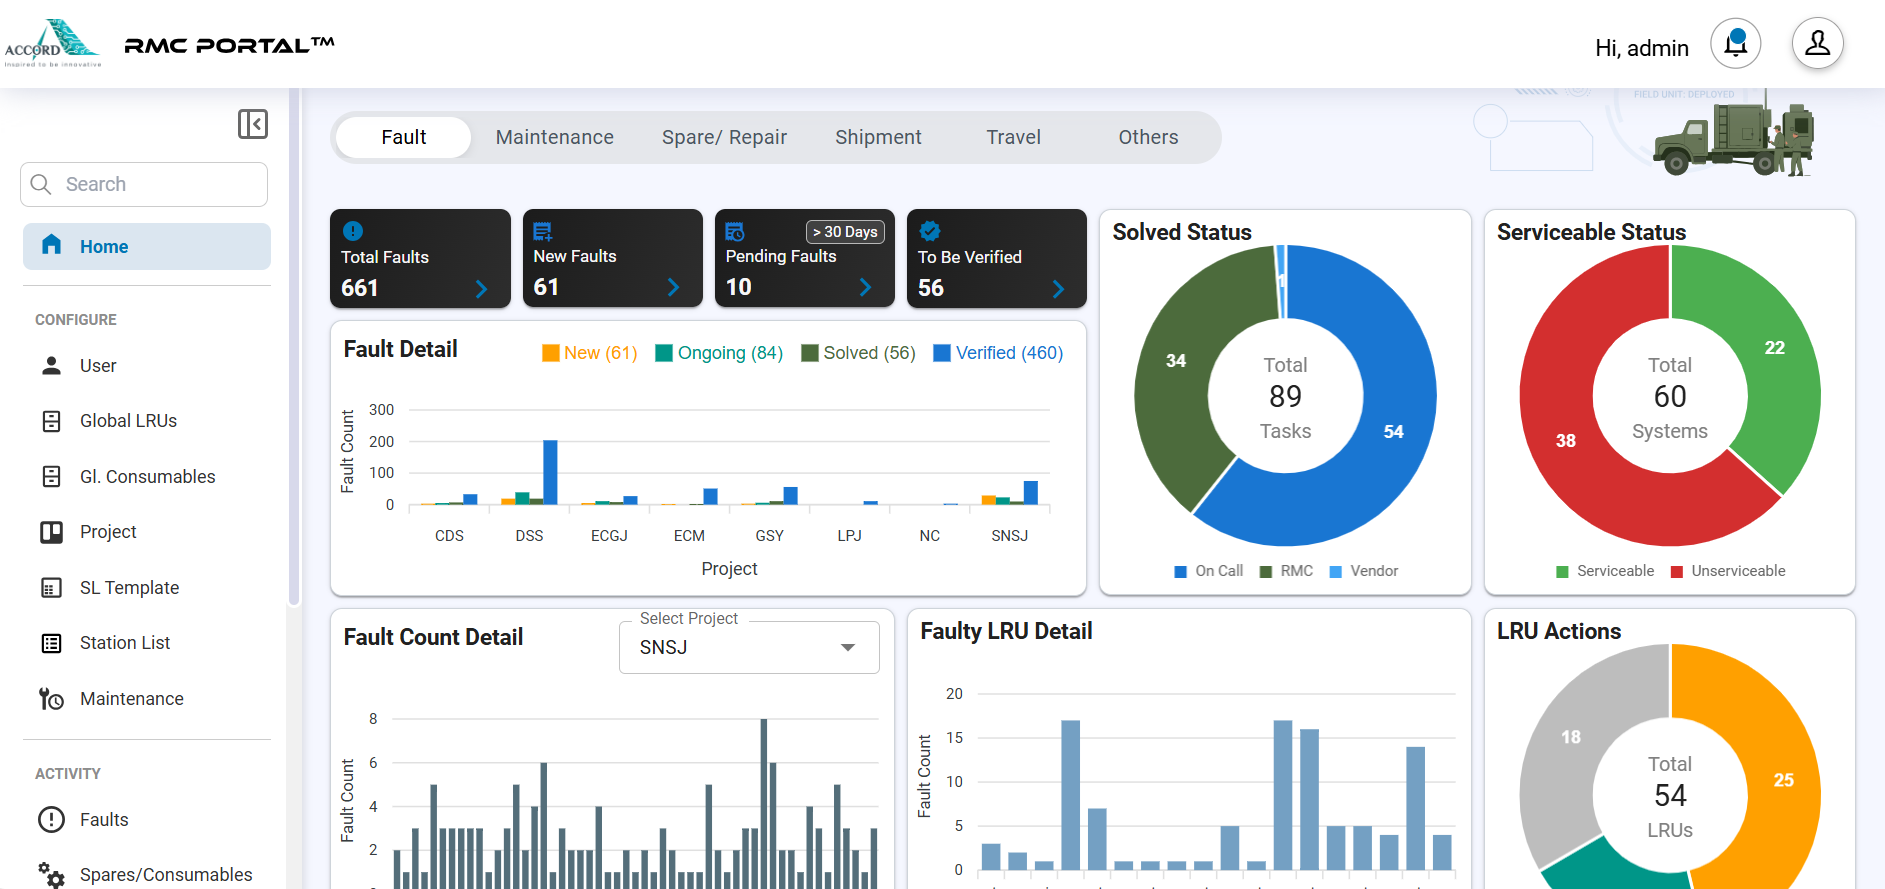 ACCORD
Inspired to be innovative
RMC PORTAL™
Hi, admin
Search
Home
CONFIGURE
User
Global LRUs
Gl. Consumables
Project
SL Template
Station List
Maintenance
ACTIVITY
Faults
Spares/Consumables
Fault Maintenance Spare/ Repair Shipment Travel Others
FIELD UNIT: DEPLOYED
Total Faults
661
New Faults
61
> 30 Days
Pending Faults
10
To Be Verified
56
Fault Detail
New (61) Ongoing (84) Solved (56) Verified (460)
Fault Count
300
200
100
0
CDS DSS ECGJ ECM GSY LPJ NC SNSJ
Project
Solved Status
1
34
54
Total
89
Tasks
On Call RMC Vendor
Serviceable Status
22
38
Total
60
Systems
Serviceable Unserviceable
Fault Count Detail
Select Project
SNSJ
Fault Count
8
6
4
2
Faulty LRU Detail
Fault Count
20
15
10
5
0
LRU Actions
18
25
Total
54
LRUs